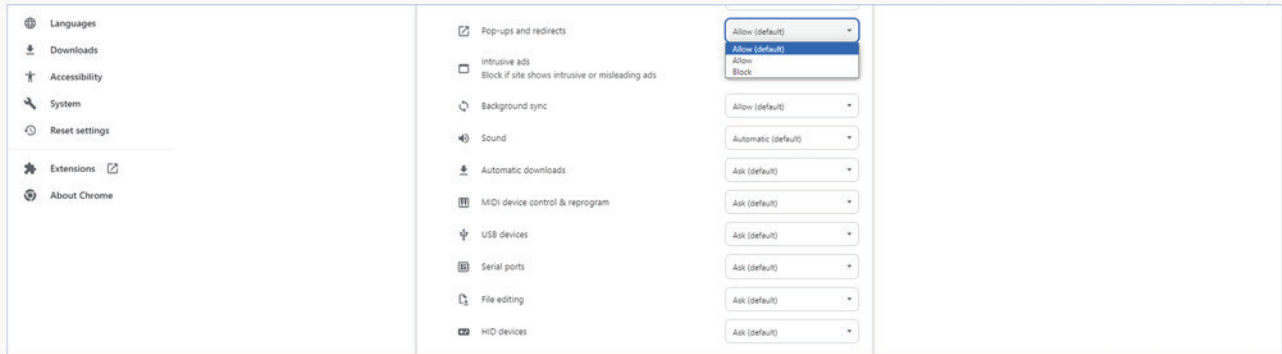 Languages
Downloads
Accessibility
System
Reset settings
Extensions
About Chrome
Pop-ups and redirects
Allow (default)
Allow (default)
Allow
Block
Intrusive ads
Block if site shows intrusive or misleading ads
Background sync
Allow (default)
Sound
Automatic (default)
Automatic downloads
Ask (default)
MIDI device control & reprogram
Ask (default)
USB devices
Ask (default)
Serial ports
Ask (default)
File editing
Ask (default)
HID devices
Ask (default)